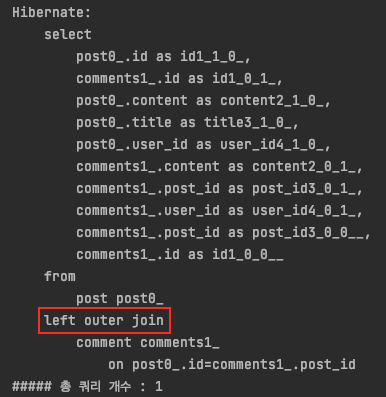 Hibernate:
select
post0_.id as id1_1_0_,
comments1_.id as id1_0_1_,
post0_.content as content2_1_0_,
post0_.title as title3_1_0_,
post0_.user_id as user_id4_1_0_,
comments1_.content as content2_0_1_,
comments1_.post_id as post_id3_0_1_,
comments1_.user_id as user_id4_0_1_,
comments1_.post_id as post_id3_0_0__,
comments1_.id as id1_0_0__
from
post post0_
left outer join
comment comments1_
on post0_.id=comments1_.post_id
##### 총 쿼리 개수 : 1